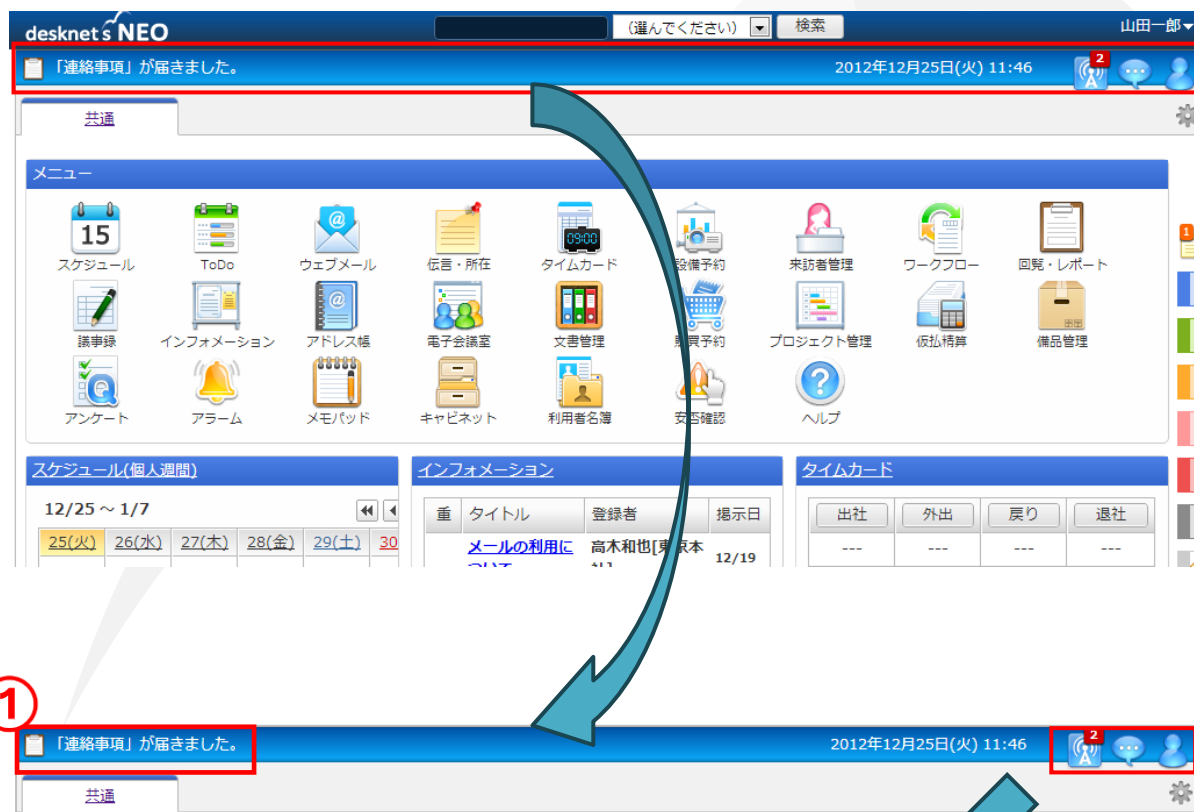 desknet's NEO
(選んでください) 検索 山田一郎
「連絡事項」が届きました。 2012年12月25日(火) 11:46 2
共通
メニュー
15 @ 09:00
スケジュール ToDo ウェブメール 伝言・所在 タイムカード 設備予約 来訪者管理 ワークフロー 回覧・レポート
1
@
議事録 インフォメーション アドレス帳 電子会議室 文書管理 購買予約 プロジェクト管理 仮払精算 備品管理
Q ?
アンケート アラーム メモパッド キャビネット 利用者名簿 安否確認 ヘルプ
スケジュール(個人週間) インフォメーション タイムカード
12/25 ~ 1/7 重 タイトル 登録者 掲示日 出社 外出 戻り 退社
25(火) 26(水) 27(木) 28(金) 29(土) 30 メールの利用に 高木和也[東京本 12/19 --- --- --- ---
①
「連絡事項」が届きました。 2012年12月25日(火) 11:46 2
共通